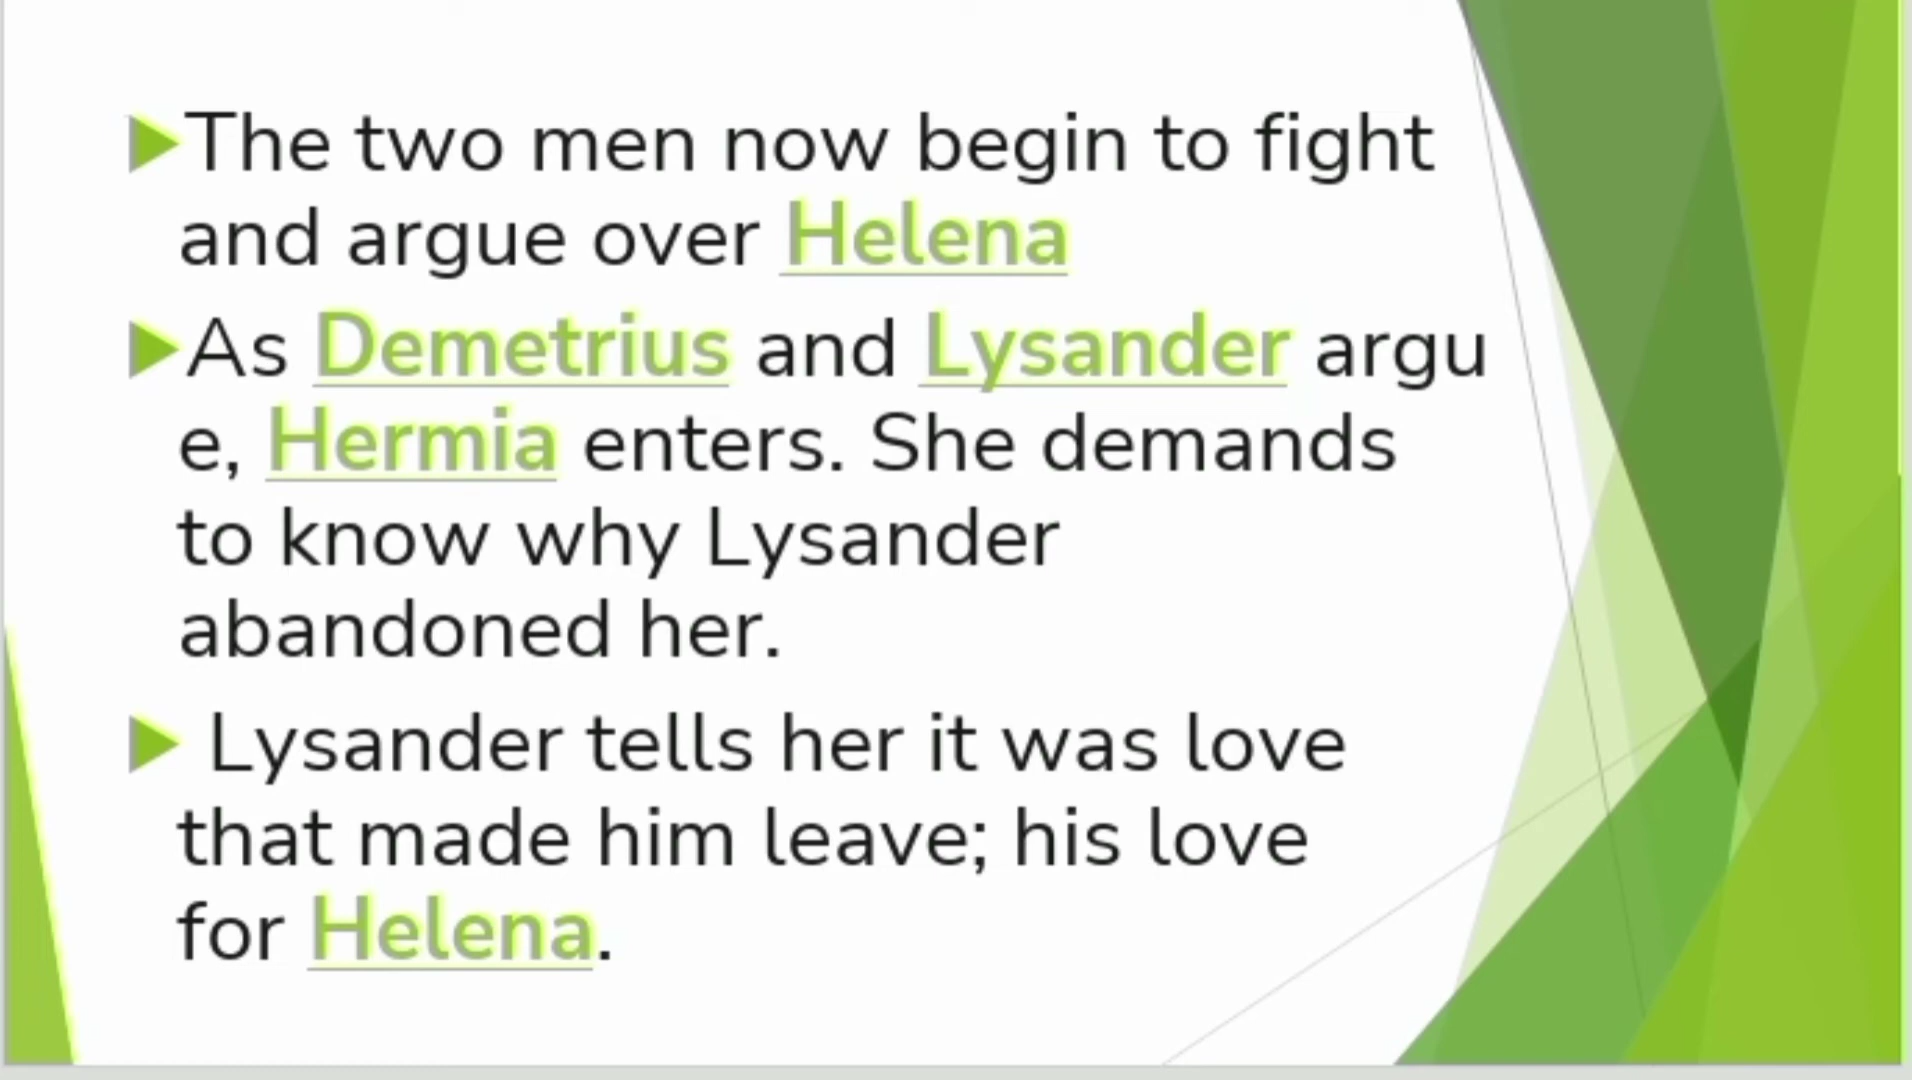 The two men now begin to fight
and argue over Helena
As Demetrius and Lysander argu
e, Hermia enters. She demands
to know why Lysander
abandoned her.
Lysander tells her it was love
that made him leave; his love
for Helena.